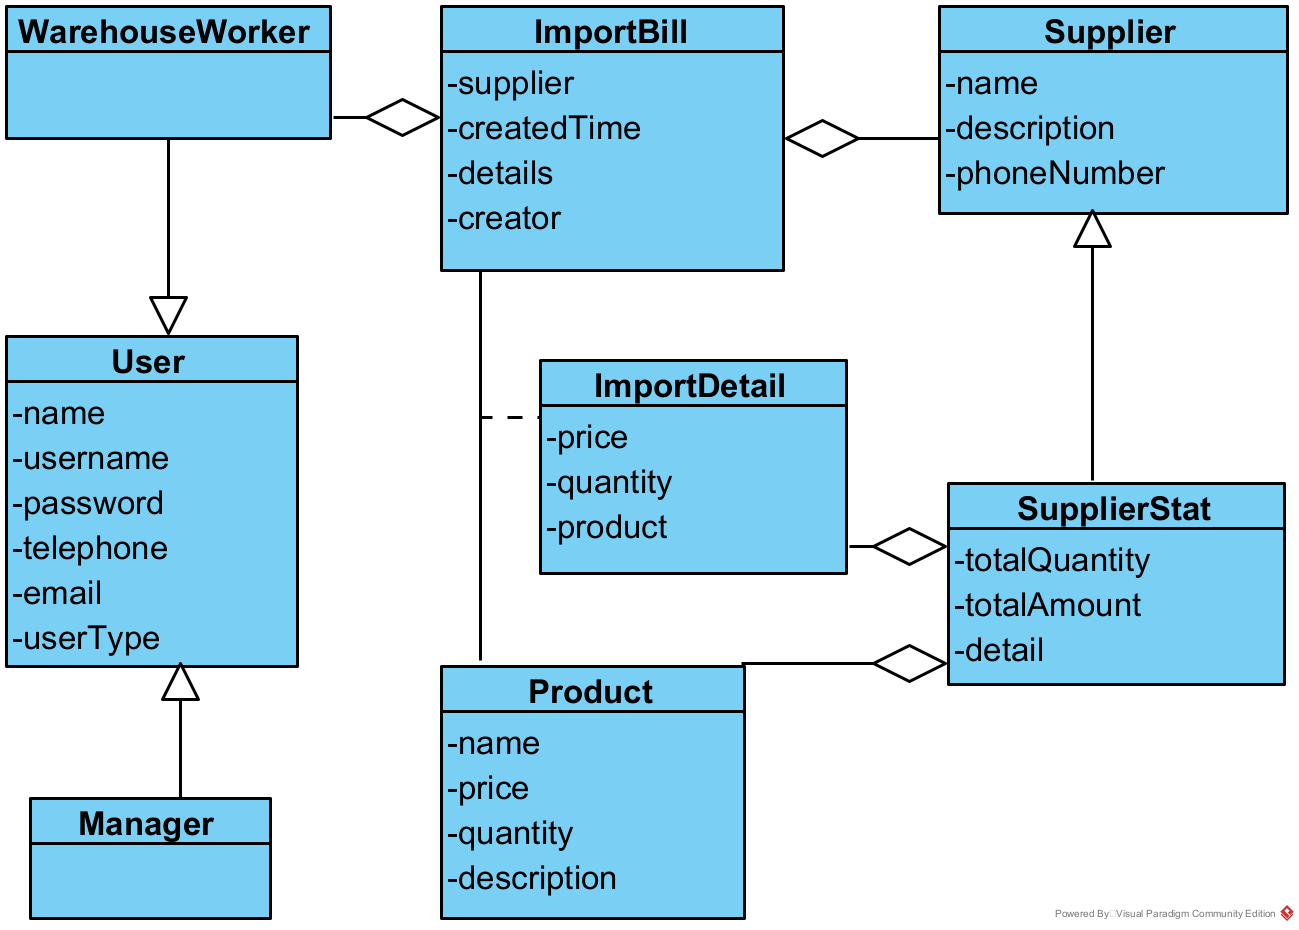 WarehouseWorker
ImportBill
-supplier
-createdTime
-details
-creator
Supplier
-name
-description
-phoneNumber
User
-name
-username
-password
-telephone
-email
-userType
ImportDetail
-price
-quantity
-product
SupplierStat
-totalQuantity
-totalAmount
-detail
Product
-name
-price
-quantity
-description
Manager
Powered By Visual Paradigm Community Edition